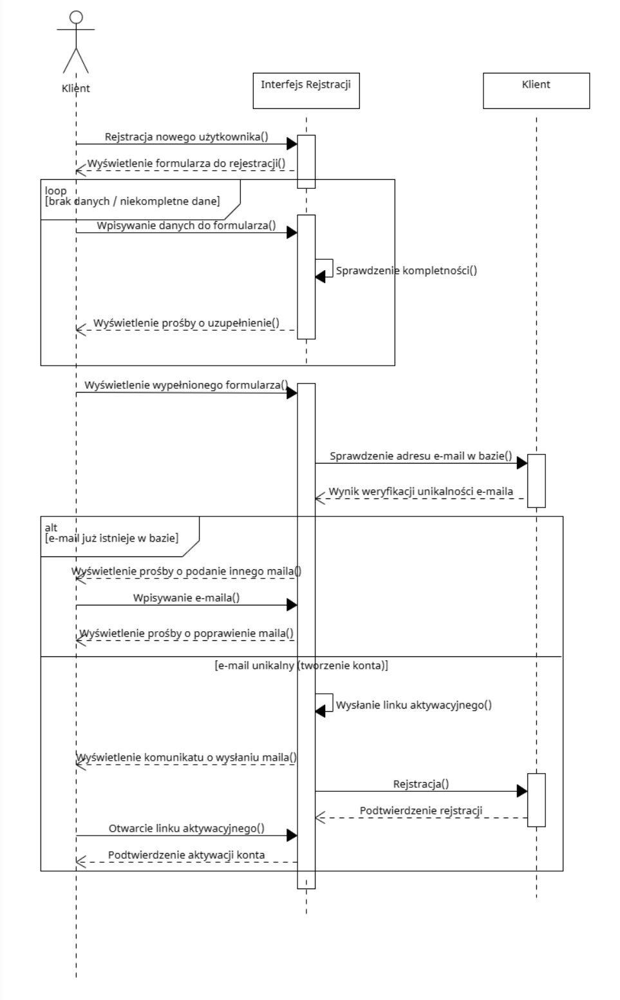 Klient
Interfejs Rejstracji
Klient
Rejstracja nowego użytkownika()
Wyświetlenie formularza do rejestracji()
loop
[brak danych / niekompletne dane]
Wpisywanie danych do formularza()
Sprawdzenie kompletności()
Wyświetlenie prośby o uzupełnienie()
Wyświetlenie wypełnionego formularza()
Sprawdzenie adresu e-mail w bazie()
Wynik weryfikacji unikalności e-maila
alt
[e-mail już istnieje w bazie]
Wyświetlenie prośby o podanie innego maila()
Wpisywanie e-maila()
Wyświetlenie prośby o poprawienie maila()
[e-mail unikalny (tworzenie konta)]
Wysłanie linku aktywacyjnego()
Wyświetlenie komunikatu o wysłaniu maila()
Rejstracja()
Podtwierdzenie rejstracji
Otwarcie linku aktywacyjnego()
Podtwierdzenie aktywacji konta